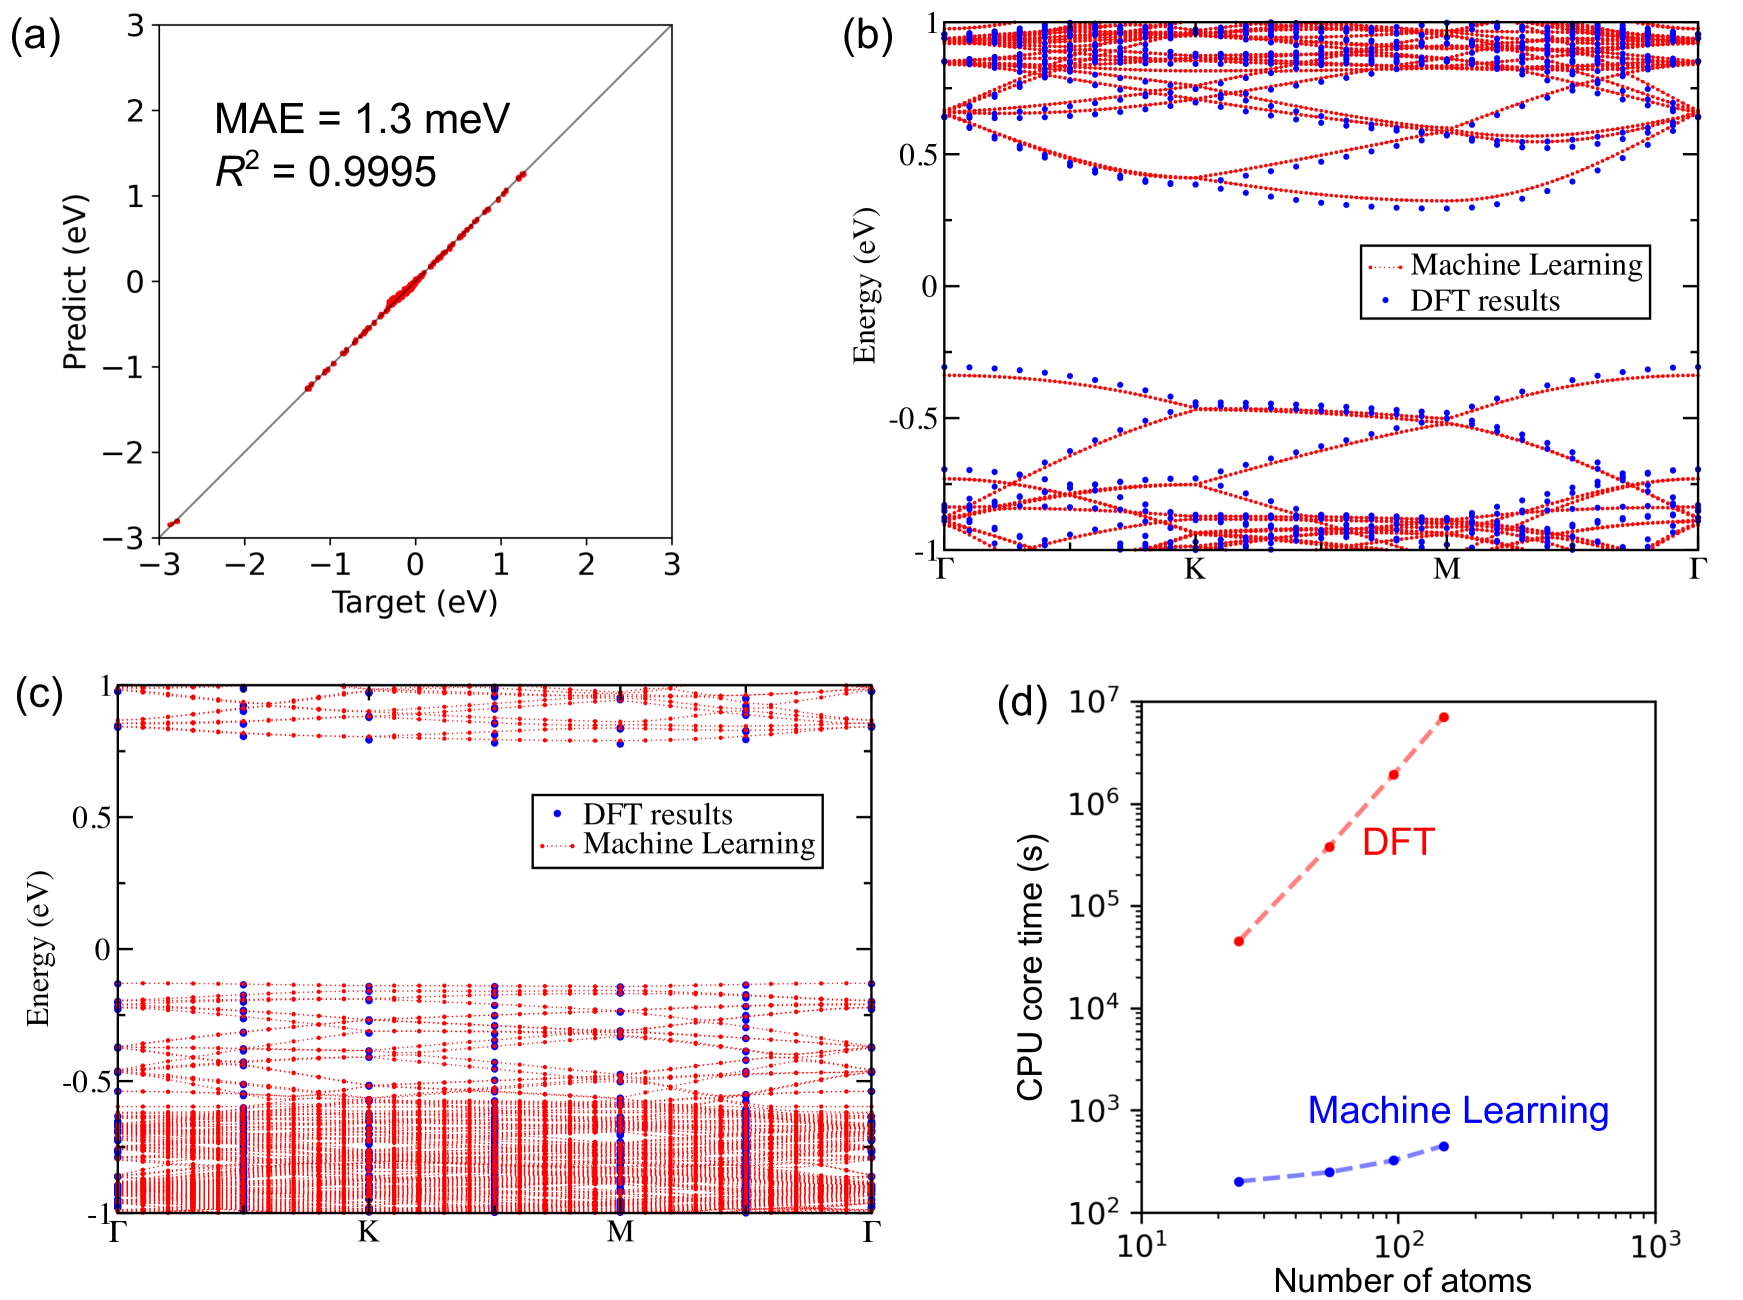 (a)
3
2
1
0
−1
−2
−3
−3 −2 −1 0 1 2 3
Predict (eV)
Target (eV)
MAE = 1.3 meV
R² = 0.9995
(b)
1
0.5
0
-0.5
-1
Γ K M Γ
Energy (eV)
Machine Learning
DFT results
(c)
1
0.5
0
-0.5
-1
Γ K M Γ
Energy (eV)
DFT results
Machine Learning
(d)
10⁷
10⁶
10⁵
10⁴
10³
10²
10¹ 10² 10³
CPU core time (s)
Number of atoms
DFT
Machine Learning